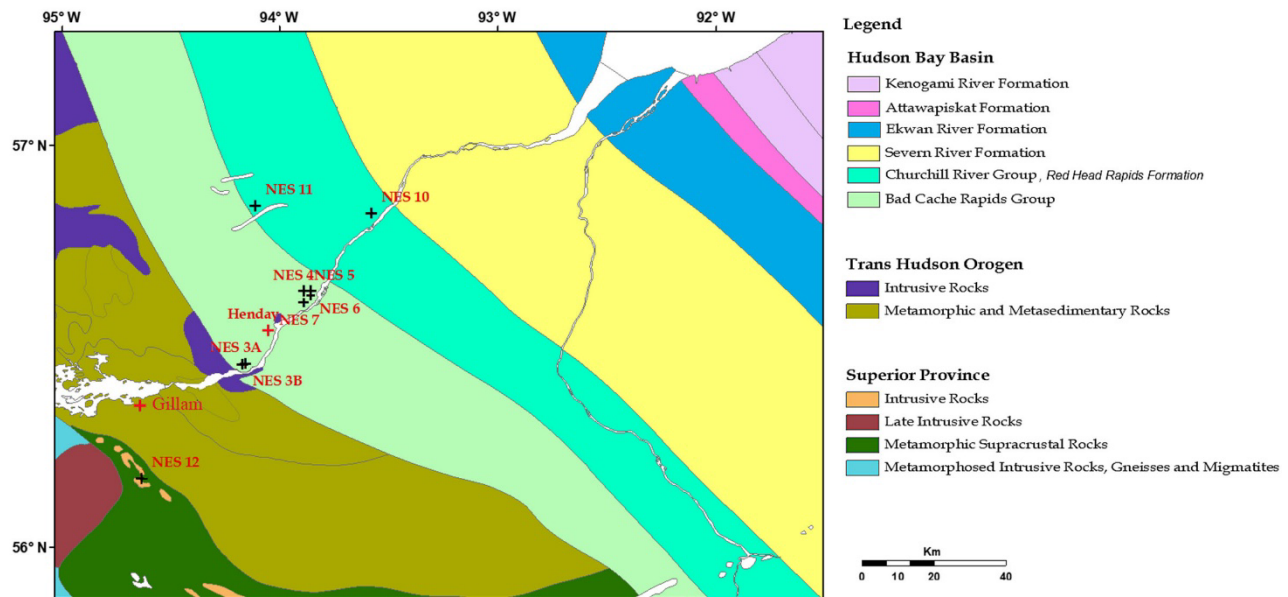 95° W 94° W 93° W 92° W
57° N
56° N
NES 11
NES 10
NES 4NES 5
NES 6
Henday
NES 7
NES 3A
NES 3B
Gillam
NES 12
Legend
Hudson Bay Basin
Kenogami River Formation
Attawapiskat Formation
Ekwan River Formation
Severn River Formation
Churchill River Group , Red Head Rapids Formation
Bad Cache Rapids Group
Trans Hudson Orogen
Intrusive Rocks
Metamorphic and Metasedimentary Rocks
Superior Province
Intrusive Rocks
Late Intrusive Rocks
Metamorphic Supracrustal Rocks
Metamorphosed Intrusive Rocks, Gneisses and Migmatites
Km
0 10 20 40